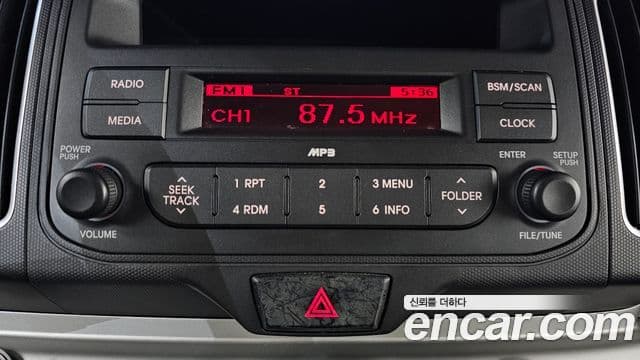 RADIO
MEDIA
FM1 ST 5:36
CH1 87.5 MHz
BSM/SCAN
CLOCK
MP3
POWER
PUSH
VOLUME
SEEK
TRACK
1 RPT 2 3 MENU
4 RDM 5 6 INFO
FOLDER
ENTER
SETUP
PUSH
FILE/TUNE
신뢰를 더하다
encar.com